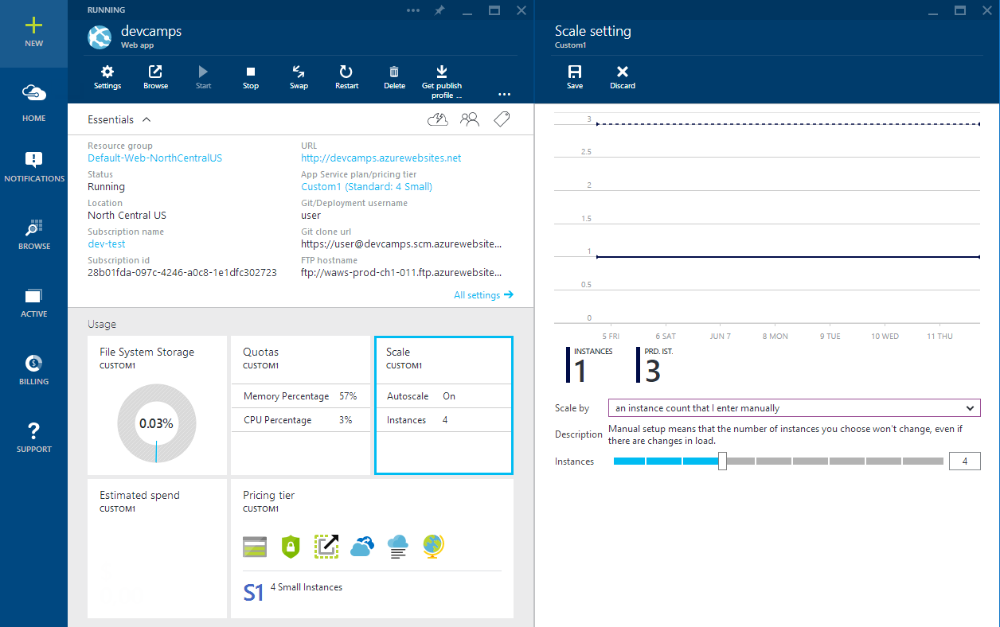 NEW
HOME
NOTIFICATIONS
BROWSE
ACTIVE
BILLING
SUPPORT
RUNNING
devcamps
Web app
Settings
Browse
Start
Stop
Swap
Restart
Delete
Get publish
profile ...
Essentials
Resource group
Default-Web-NorthCentralUS
Status
Running
Location
North Central US
Subscription name
dev-test
Subscription id
28b01fda-097c-4246-a0c8-1e1dfc302723
URL
http://devcamps.azurewebsites.net
App Service plan/pricing tier
Custom1 (Standard: 4 Small)
Git/Deployment username
user
Git clone url
https://user@devcamps.scm.azurewebsite...
FTP hostname
ftp://waws-prod-ch1-011.ftp.azurewebsite...
All settings
Usage
File System Storage
CUSTOM1
0.03%
Quotas
CUSTOM1
Memory Percentage 57%
CPU Percentage 3%
Scale
CUSTOM1
Autoscale On
Instances 4
Estimated spend
CUSTOM1
Pricing tier
CUSTOM1
S1 4 Small Instances
Scale setting
Custom1
Save
Discard
3
2.5
2
1.5
1
0.5
0
5 FRI 6 SAT JUN 7 8 MON 9 TUE 10 WED 11 THU
INSTANCES
1
PRD. IST.
3
Scale by an instance count that I enter manually
Description Manual setup means that the number of instances you choose won't change, even if
there are changes in load.
Instances 4